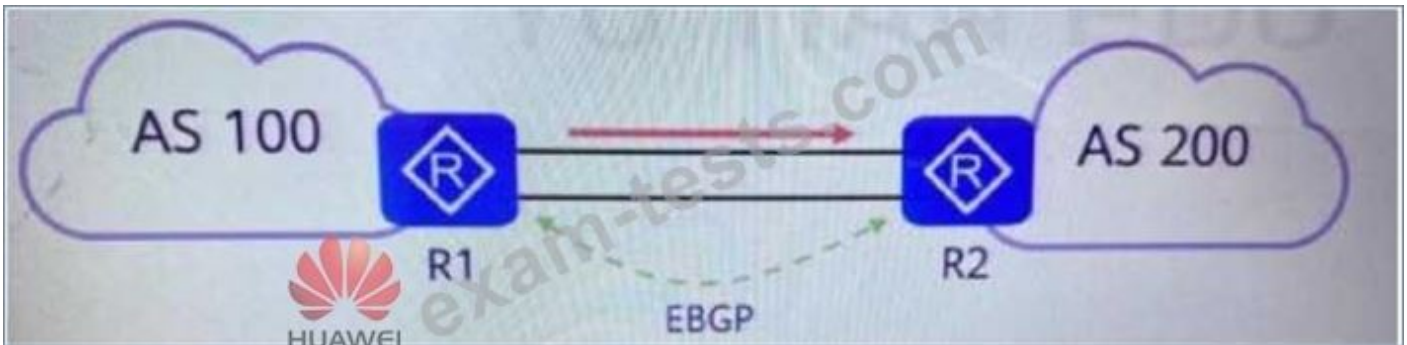 AS 100
AS 200
R
R
R1
R2
EBGP
HUAWEI
exam-tests.com